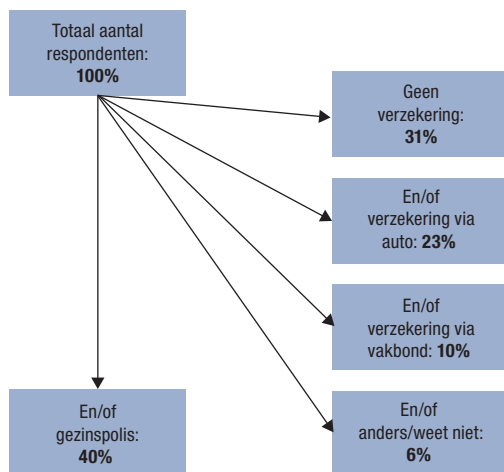 Totaal aantal
respondenten:
100%
Geen
verzekering:
31%
En/of
verzekering via
auto: 23%
En/of
verzekering via
vakbond: 10%
En/of
gezinspolis:
40%
En/of
anders/weet niet:
6%